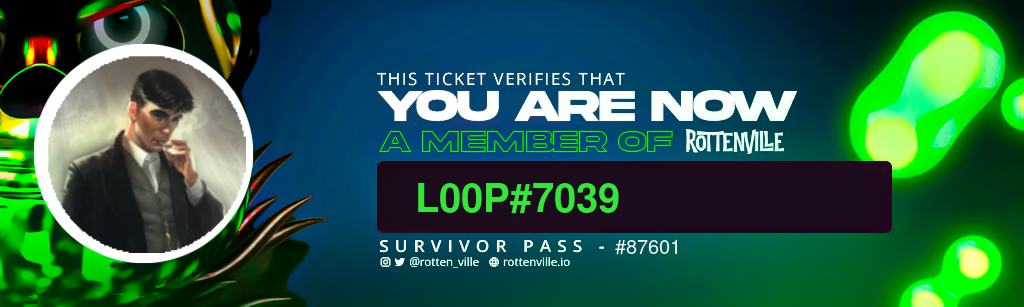 THIS TICKET VERIFIES THAT
YOU ARE NOW
A MEMBER OF ROTTENVILLE
L00P#7039
SURVIVOR PASS - #87601
@rotten_ville rottenville.io